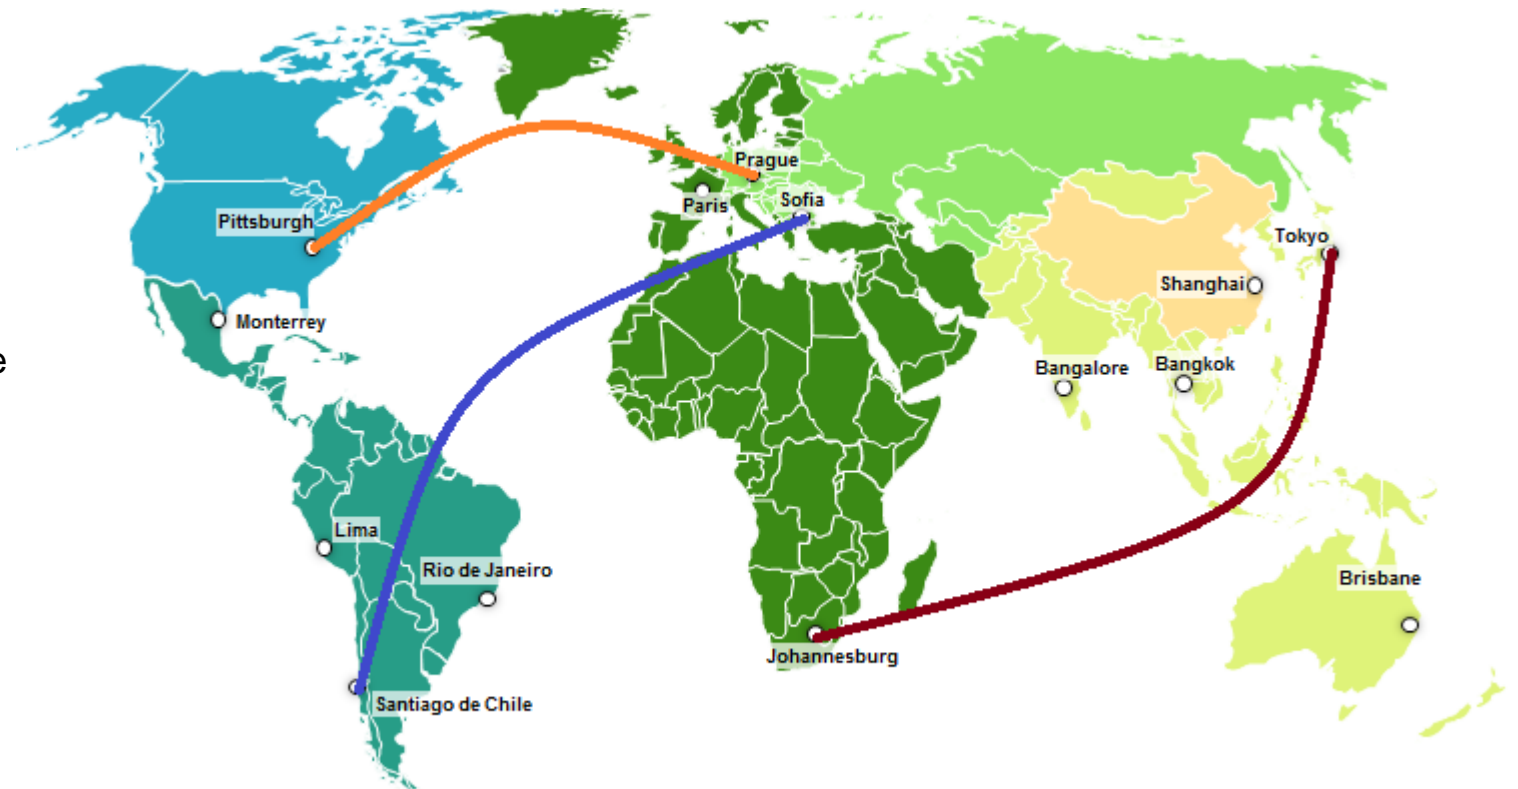 Prague
Paris
Sofia
Pittsburgh
Tokyo
Shanghai
Monterrey
e
Bangalore
Bangkok
Lima
Rio de Janeiro
Brisbane
Johannesburg
Santiago de Chile